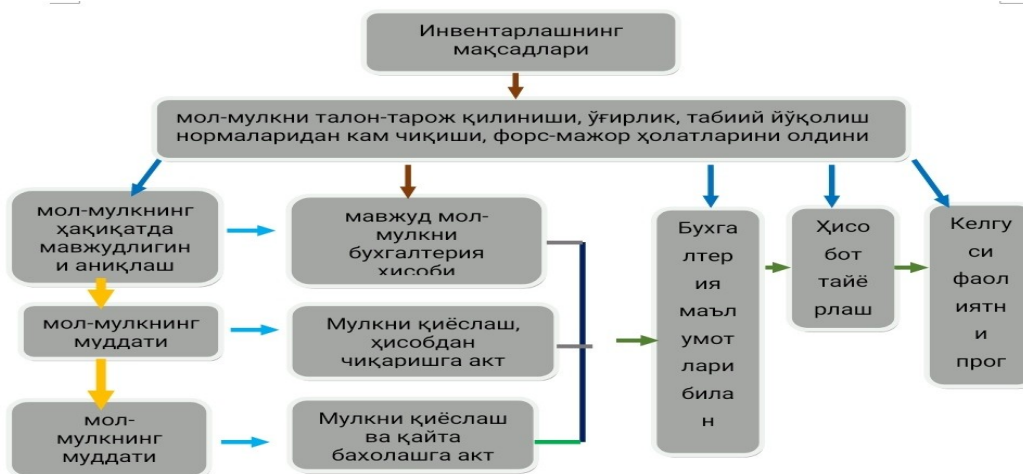 Инвентарлашнинг
мақсадлари
мол-мулкни талон-тарож қилиниши, ўғирлик, табиий йўқолиш
нормаларидан кам чиқиши, форс-мажор ҳолатларини олдини
мол-мулкнинг
ҳақиқатда
мавжудлигин
и аниқлаш
мавжуд мол-
мулкни
бухгалтерия
ҳисоби
мол-мулкнинг
муддати
Мулкни қиёслаш,
ҳисобдан
чиқаришга акт
мол-
мулкнинг
муддати
Мулкни қиёслаш
ва қайта
бахолашга акт
Бухга
лтер
ия
маъл
умот
лари
била
н
Ҳисо
бот
тайё
рлаш
Келгу
си
фаол
иятн
и
прог